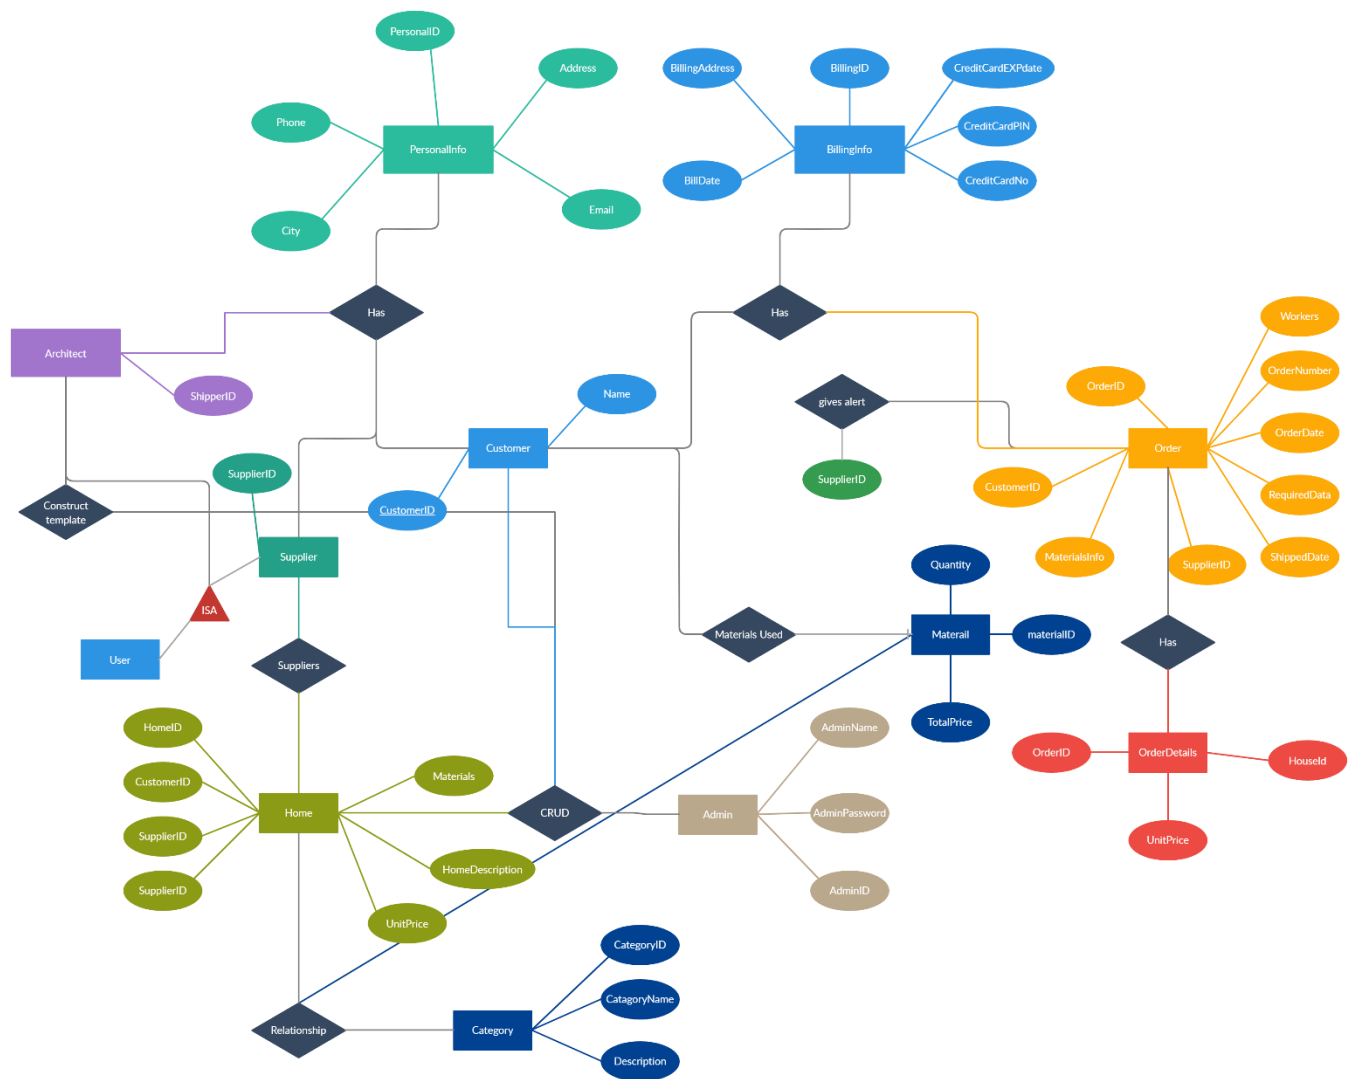 PersonalID
Address
Phone
PersonalInfo
Email
City
BillingAddress
BillingID
CreditCardEXPdate
CreditCardPIN
BillingInfo
CreditCardNo
BillDate
Has
Has
Architect
ShipperID
Name
Customer
CustomerID
gives alert
SupplierID
Workers
OrderNumber
OrderID
OrderDate
Order
CustomerID
RequiredData
MaterialsInfo
SupplierID
ShippedDate
SupplierID
Construct
template
Supplier
ISA
User
Suppliers
Quantity
Materials Used
Materail
materialID
TotalPrice
Has
OrderID
OrderDetails
HouseId
UnitPrice
HomeID
CustomerID
SupplierID
SupplierID
Home
Materials
HomeDescription
UnitPrice
CRUD
Admin
AdminName
AdminPassword
AdminID
Relationship
Category
CategoryID
CatagoryName
Description